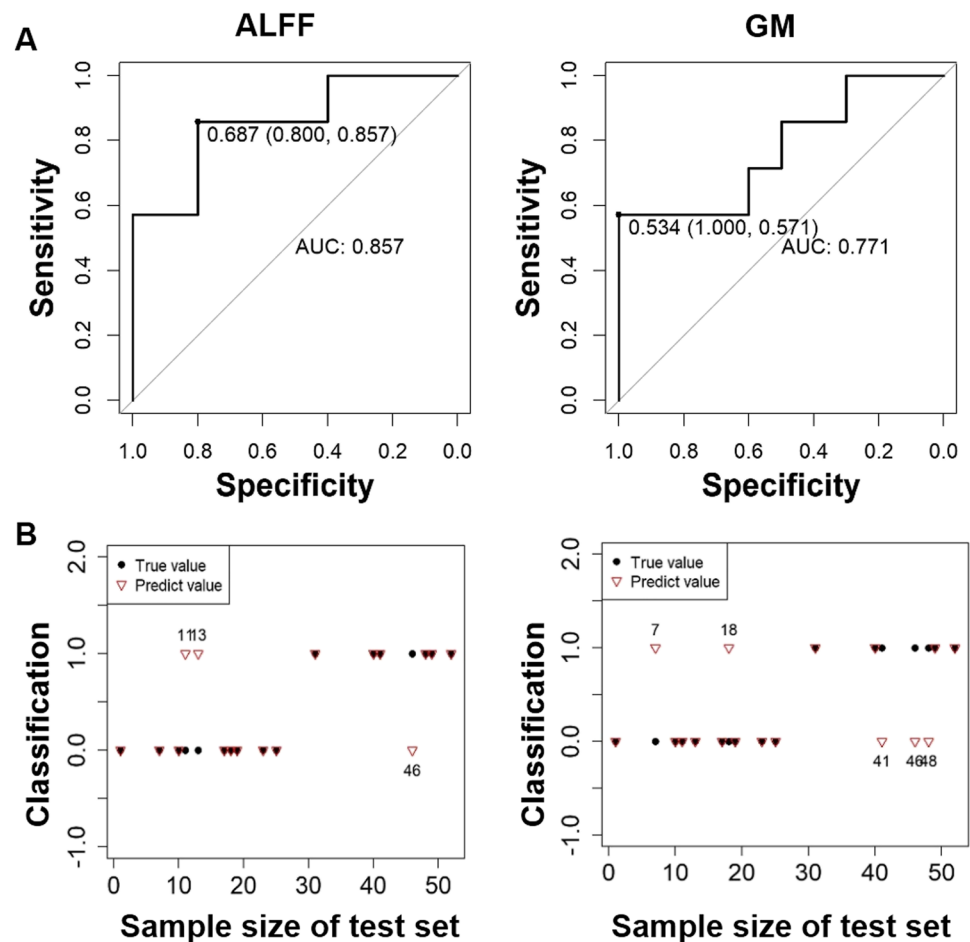 A
ALFF
GM
Sensitivity
1.0
0.8
0.6
0.4
0.2
0.0
0.687 (0.800, 0.857)
AUC: 0.857
1.0 0.8 0.6 0.4 0.2 0.0
Specificity
Sensitivity
1.0
0.8
0.6
0.4
0.2
0.0
0.534 (1.000, 0.571)
AUC: 0.771
1.0 0.8 0.6 0.4 0.2 0.0
Specificity
B
Classification
2.0
1.0
0.0
-1.0
True value
Predict value
11 13
46
0 10 20 30 40 50
Sample size of test set
Classification
2.0
1.0
0.0
-1.0
True value
Predict value
7 18
41 46 48
0 10 20 30 40 50
Sample size of test set